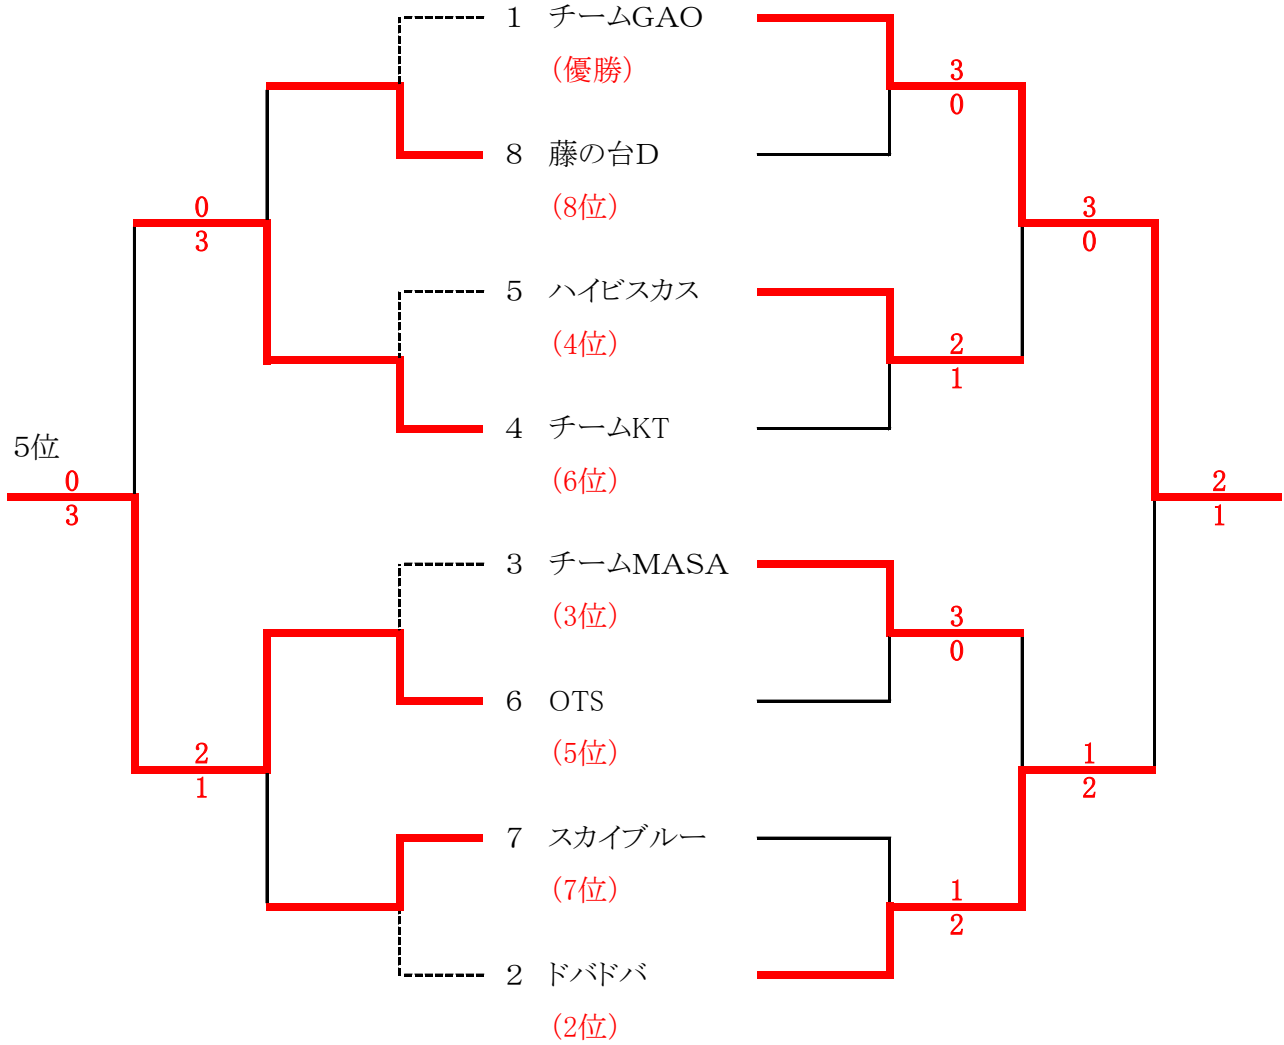 1 チームGAO
(優勝)
3
0
8 藤の台D
(8位)
0
3
3
0
5 ハイビスカス
(4位)
2
1
4 チームKT
(6位)
5位
0
3
2
1
3 チームMASA
(3位)
3
0
6 OTS
(5位)
2
1
1
2
7 スカイブルー
(7位)
1
2
2 ドバドバ
(2位)